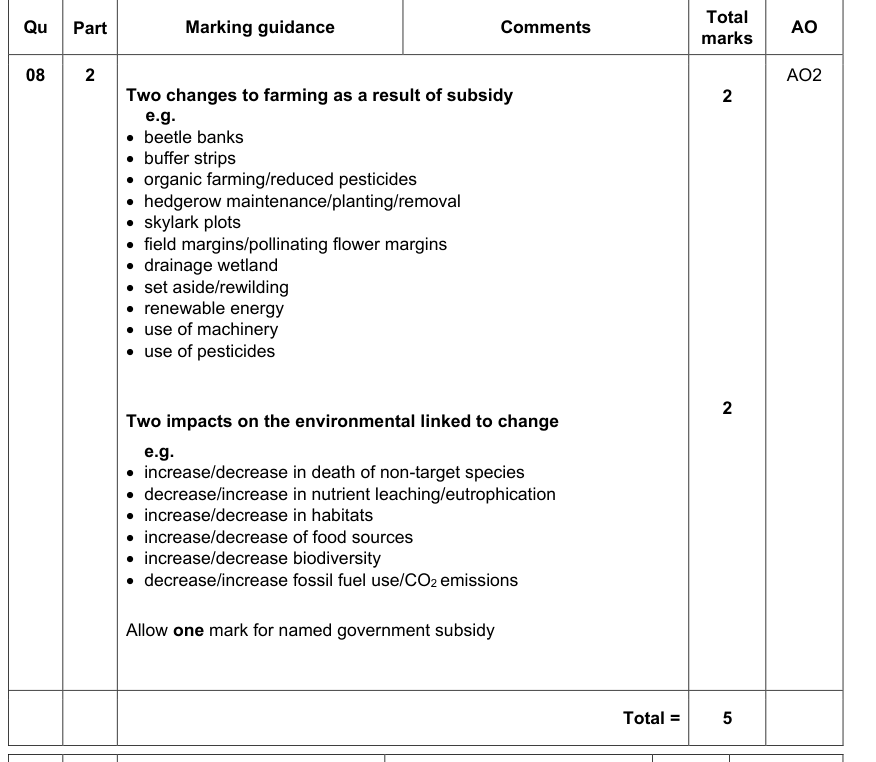 Qu Part Marking guidance Comments Total marks AO
08 2 AO2
Two changes to farming as a result of subsidy 2
e.g.
• beetle banks
• buffer strips
• organic farming/reduced pesticides
• hedgerow maintenance/planting/removal
• skylark plots
• field margins/pollinating flower margins
• drainage wetland
• set aside/rewilding
• renewable energy
• use of machinery
• use of pesticides
2
Two impacts on the environmental linked to change
e.g.
• increase/decrease in death of non-target species
• decrease/increase in nutrient leaching/eutrophication
• increase/decrease in habitats
• increase/decrease of food sources
• increase/decrease biodiversity
• decrease/increase fossil fuel use/CO₂ emissions
Allow one mark for named government subsidy
Total = 5